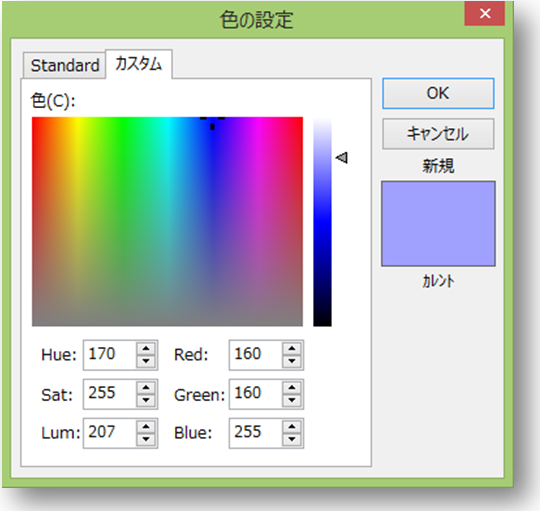 色の設定
Standard カスタム
色(C):
OK
キャンセル
新規
カレント
Hue: 170 Red: 160
Sat: 255 Green: 160
Lum: 207 Blue: 255